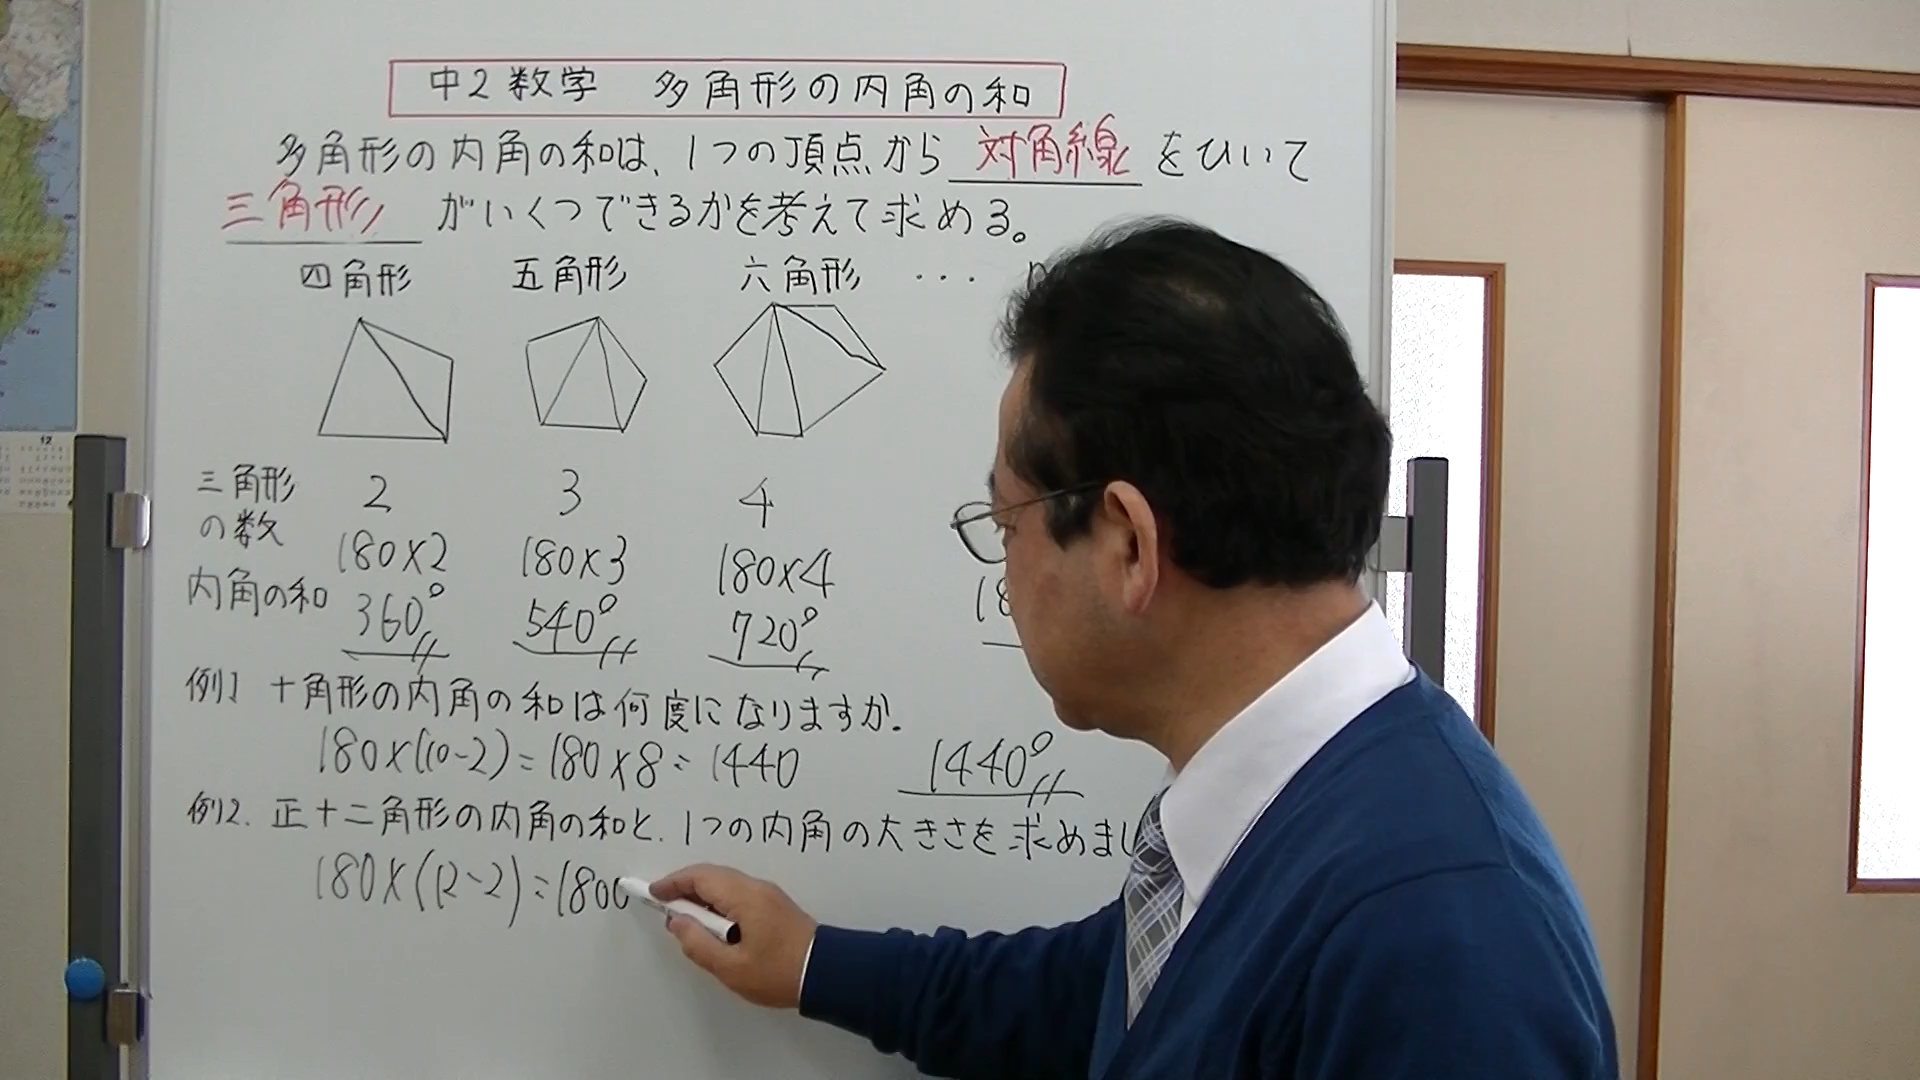 中2数学 多角形の内角の和
多角形の内角の和は、1つの頂点から 対角線 をひいて
三角形 がいくつできるかを考えて求める。
四角形 五角形 六角形 ・・・
三角形の数 2 3 4
180×2 180×3 180×4
内角の和 360° 540° 720° 18
例1 十角形の内角の和は何度になりますか.
180×(10-2)=180×8=1440 1440°
例2. 正十二角形の内角の和と、1つの内角の大きさを求めまし
180×(12-2)=1800
12